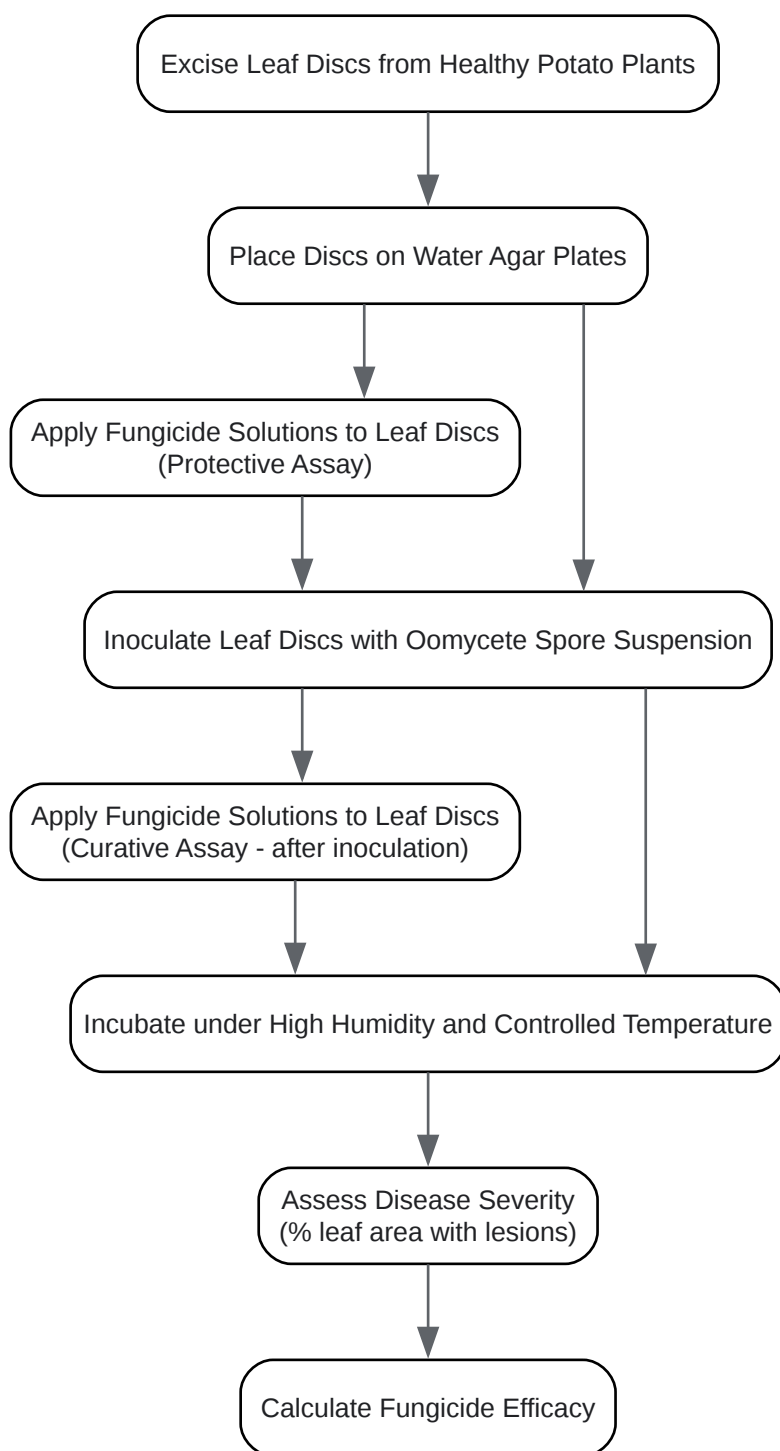 Excise Leaf Discs from Healthy Potato Plants
Place Discs on Water Agar Plates
Apply Fungicide Solutions to Leaf Discs
(Protective Assay)
Inoculate Leaf Discs with Oomycete Spore Suspension
Apply Fungicide Solutions to Leaf Discs
(Curative Assay - after inoculation)
Incubate under High Humidity and Controlled Temperature
Assess Disease Severity
(% leaf area with lesions)
Calculate Fungicide Efficacy